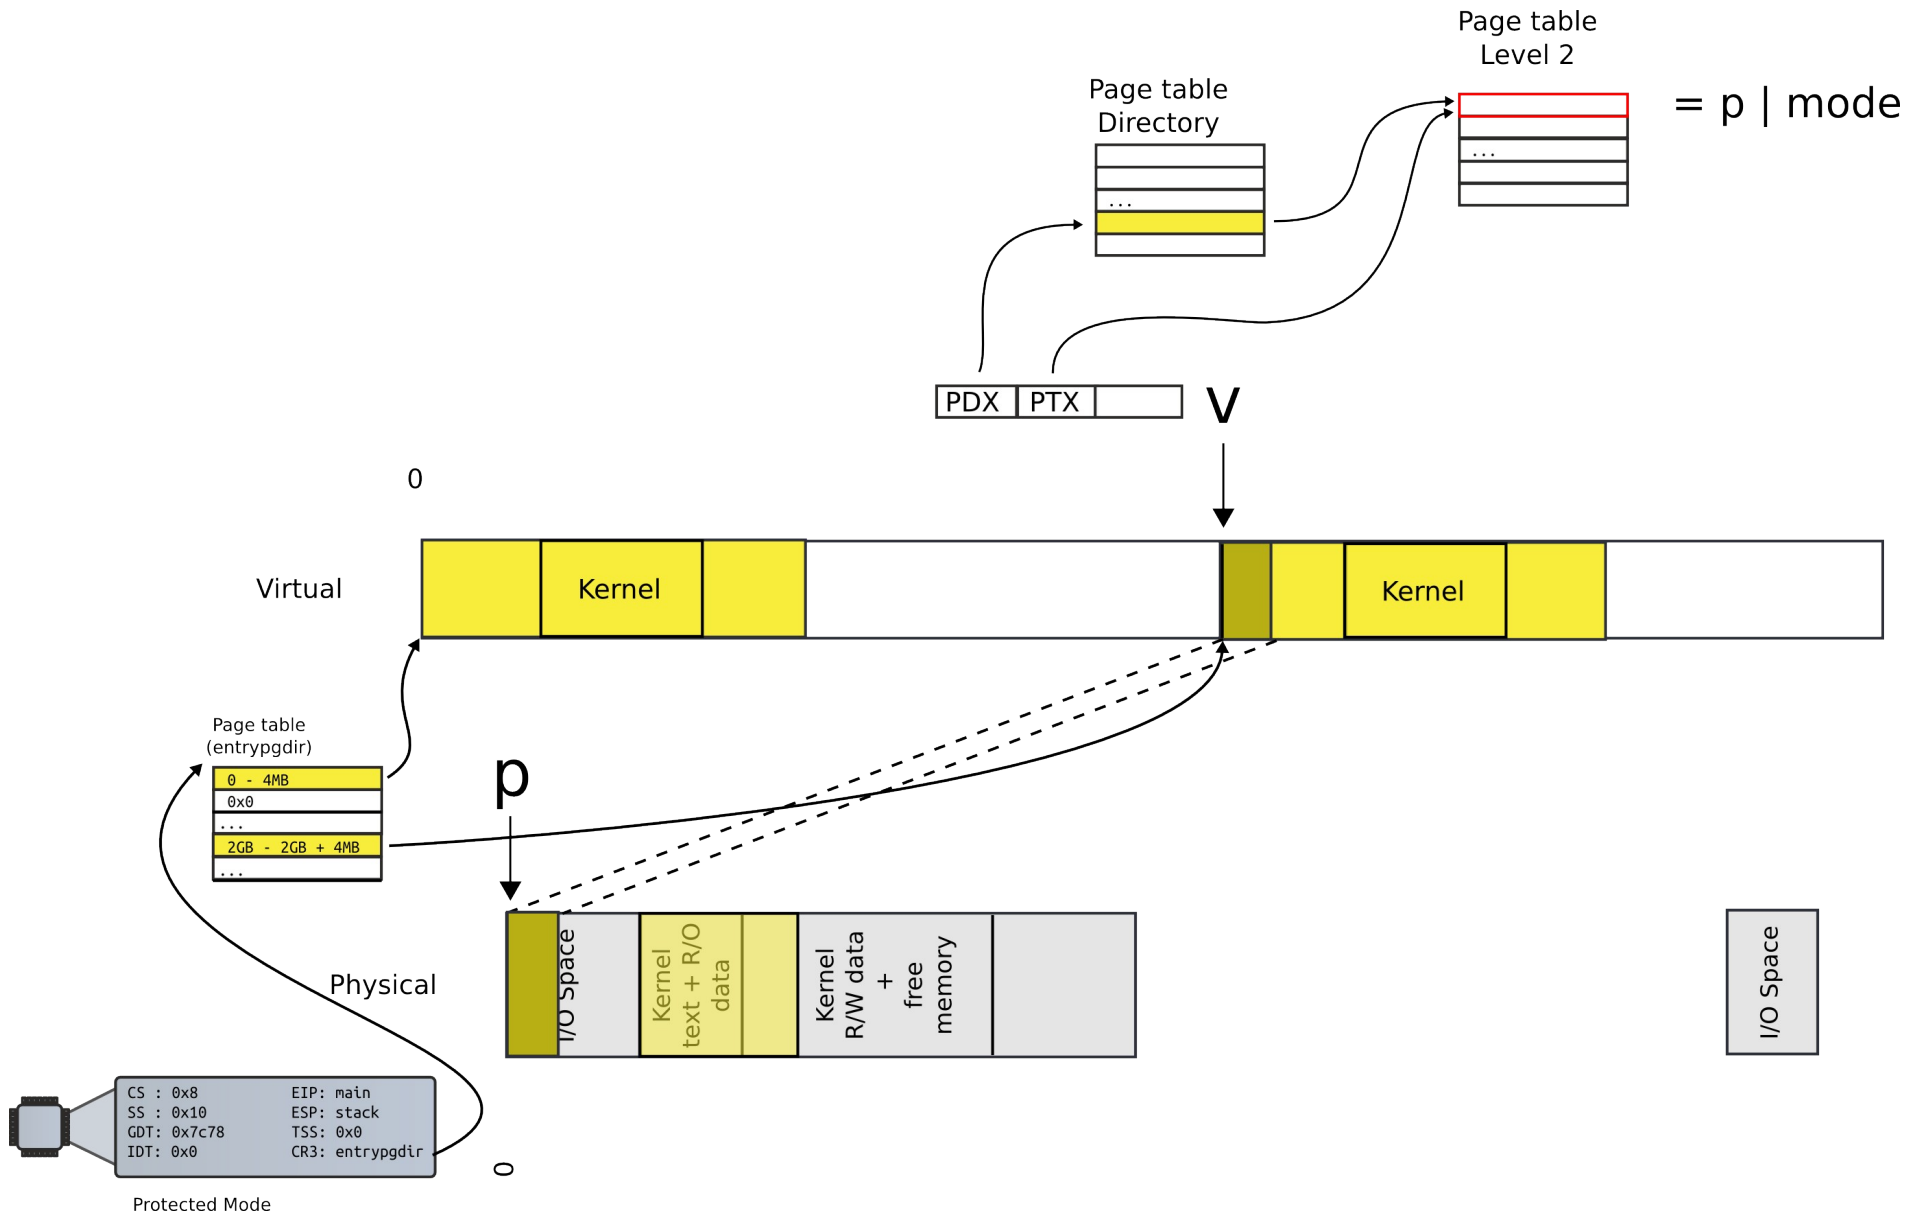 Page table
Level 2
Page table
Directory
= p | mode
...
...
PDX
PTX
v
0
Virtual
Kernel
Kernel
Page table
(entrypgdir)
0 - 4MB
0x0
...
2GB - 2GB + 4MB
...
p
Physical
I/O Space
Kernel
text + R/O
data
Kernel
R/W data
+
free
memory
I/O Space
CS : 0x8
SS : 0x10
GDT: 0x7c78
IDT: 0x0
EIP: main
ESP: stack
TSS: 0x0
CR3: entrypgdir
0
Protected Mode